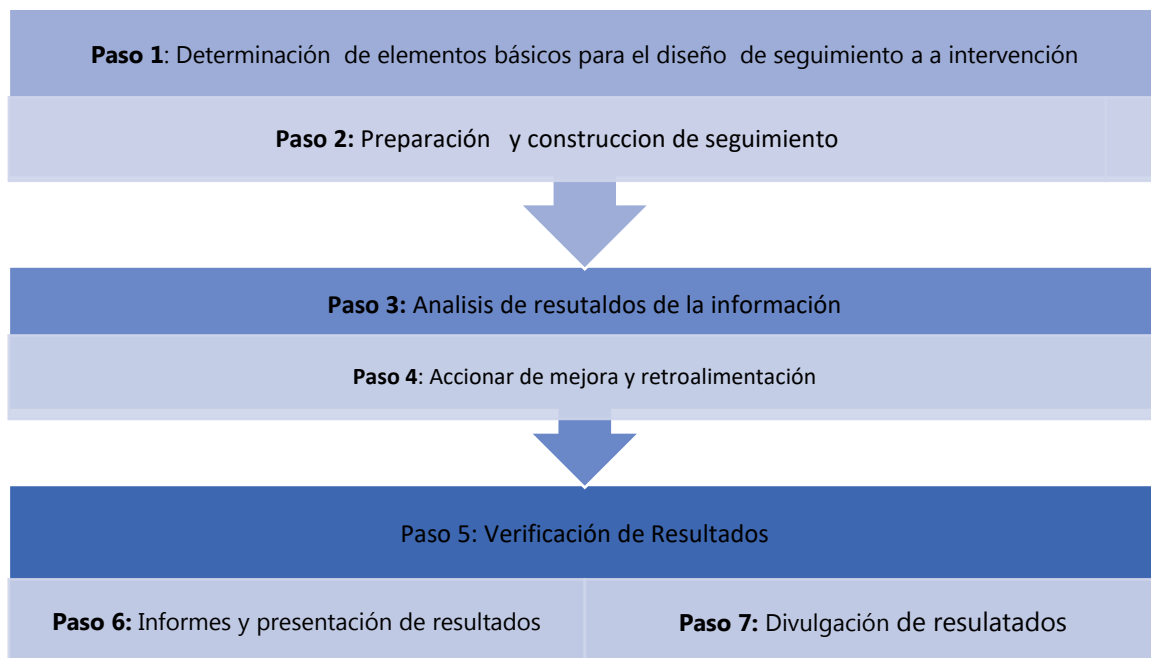 Paso 1: Determinación de elementos básicos para el diseño de seguimiento a a intervención
Paso 2: Preparación y construccion de seguimiento
Paso 3: Analisis de resutaldos de la información
Paso 4: Accionar de mejora y retroalimentación
Paso 5: Verificación de Resultados
Paso 6: Informes y presentación de resultados
Paso 7: Divulgación de resulatados